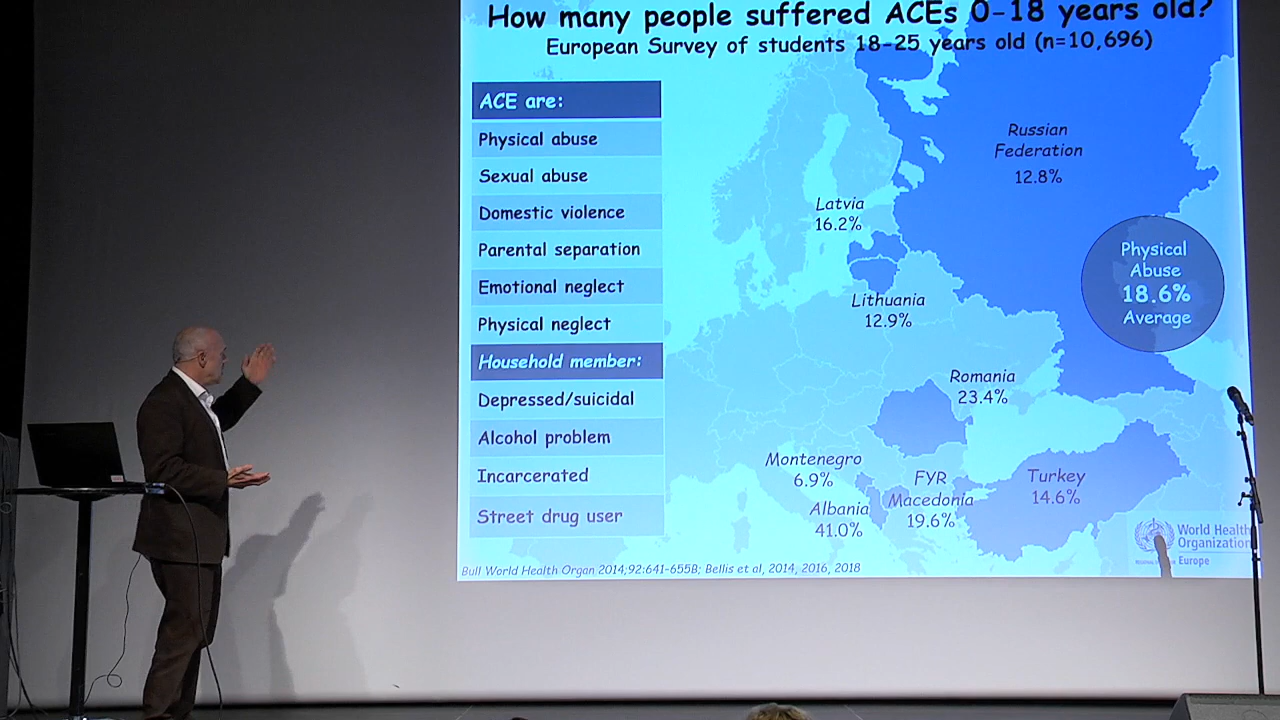 How many people suffered ACEs 0-18 years old?
European Survey of students 18-25 years old (n=10,696)
ACE are:
Physical abuse
Sexual abuse
Domestic violence
Parental separation
Emotional neglect
Physical neglect
Household member:
Depressed/suicidal
Alcohol problem
Incarcerated
Street drug user
Russian
Federation
12.8%
Latvia
16.2%
Physical
Abuse
18.6%
Average
Lithuania
12.9%
Romania
23.4%
Montenegro
6.9%
Albania
41.0%
FYR
Macedonia
19.6%
Turkey
14.6%
World Health
Organization
Europe
Bull World Health Organ 2014;92:641-655B; Bellis et al, 2014, 2016, 2018